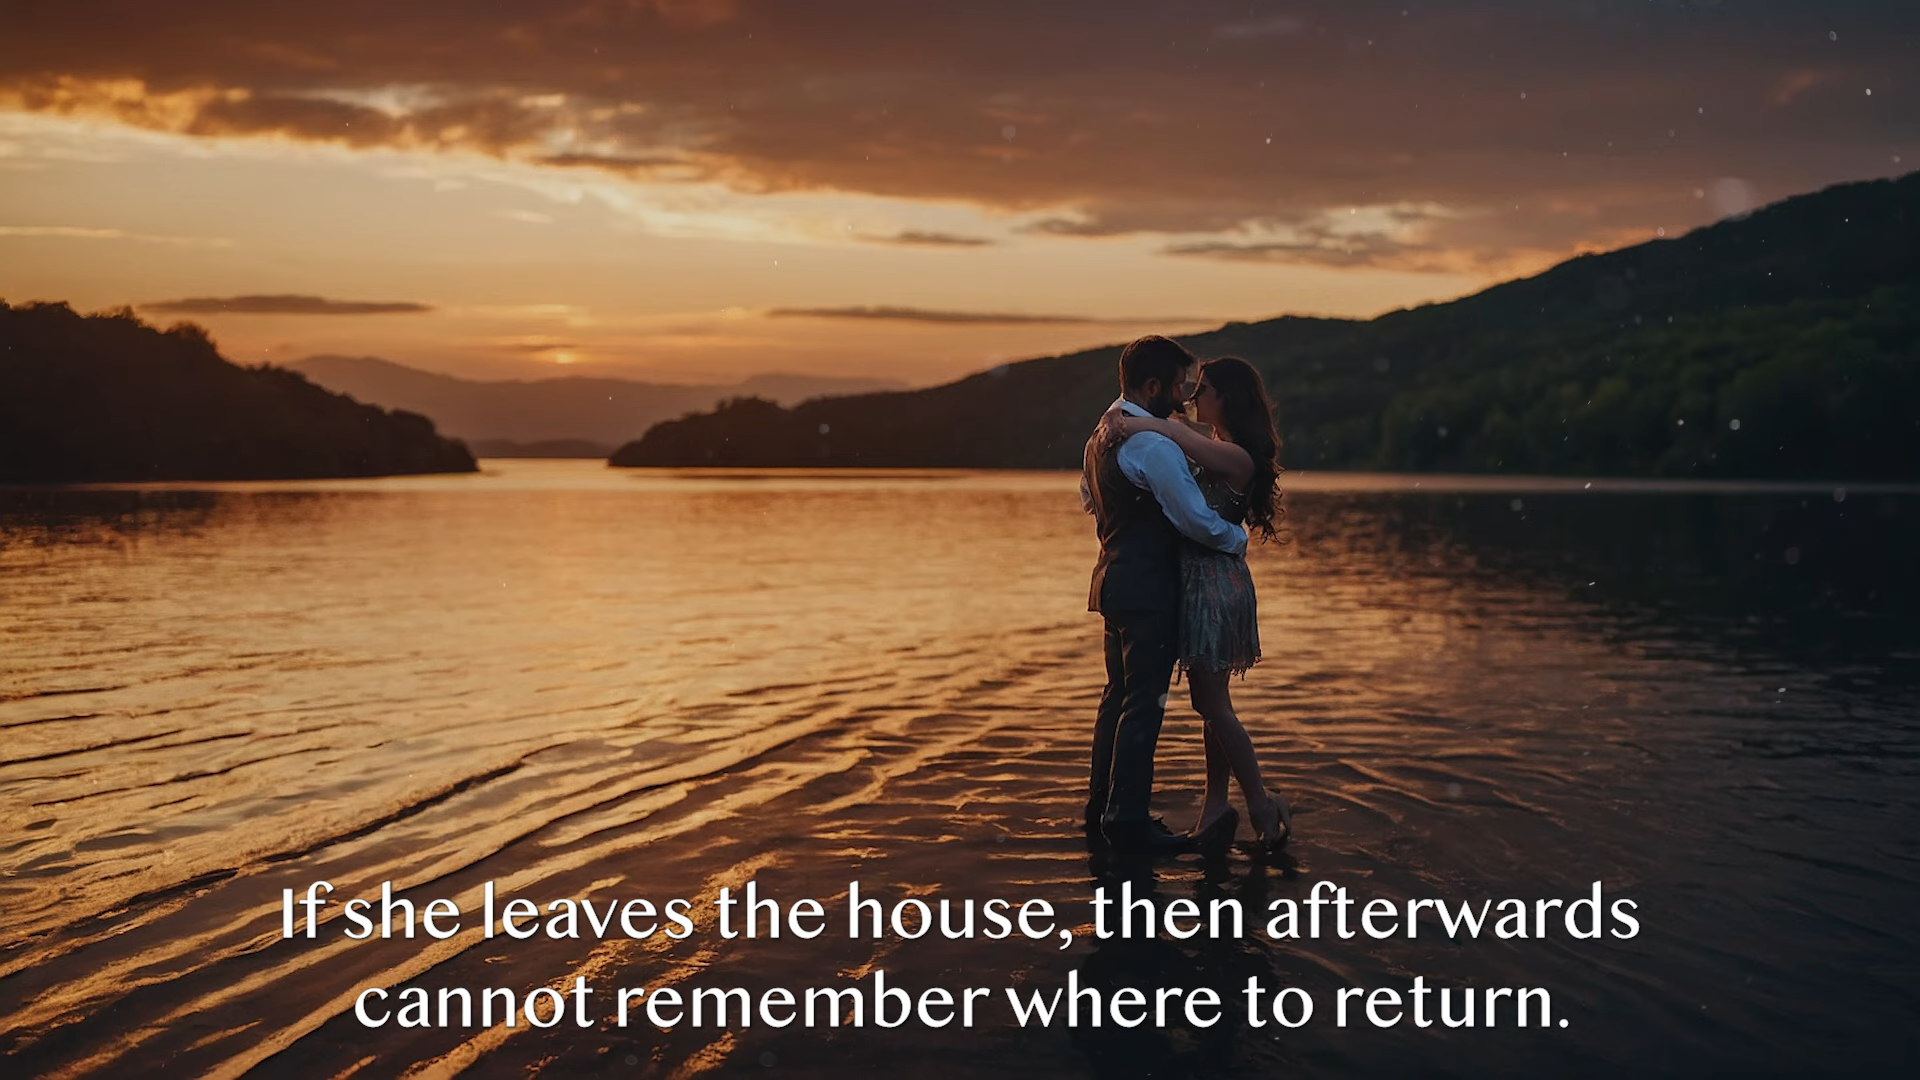 If she leaves the house, then afterwards
cannot remember where to return.